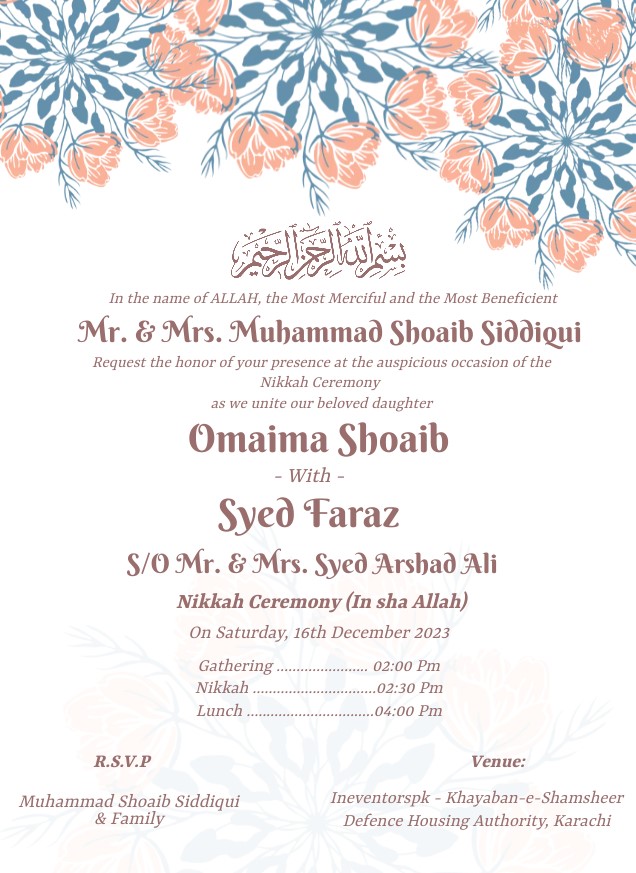 بسم الله الرحمن الرحيم
In the name of ALLAH, the Most Merciful and the Most Beneficient
Mr. & Mrs. Muhammad Shoaib Siddiqui
Request the honor of your presence at the auspicious occasion of the
Nikkah Ceremony
as we unite our beloved daughter
Omaima Shoaib
- With -
Syed Faraz
S/O Mr. & Mrs. Syed Arshad Ali
Nikkah Ceremony (In sha Allah)
On Saturday, 16th December 2023
Gathering ....................... 02:00 Pm
Nikkah ...............................02:30 Pm
Lunch ................................04:00 Pm
R.S.V.P
Muhammad Shoaib Siddiqui
& Family
Venue:
Ineventorspk - Khayaban-e-Shamsheer
Defence Housing Authority, Karachi